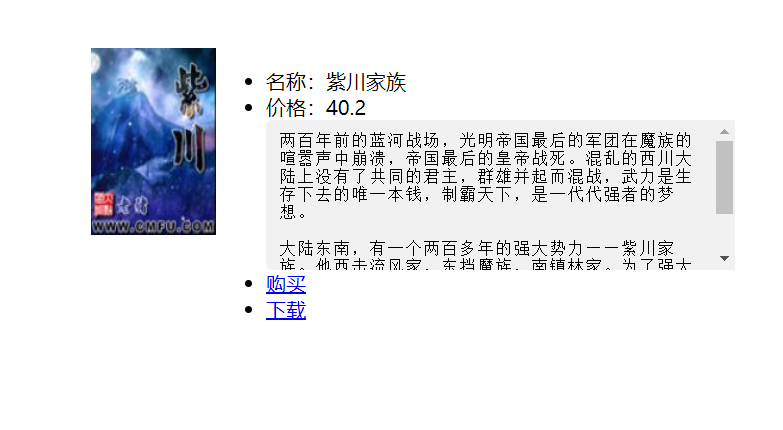 紫川
老猪
WWW.CMFU.COM
名称：紫川家族
价格：40.2
两百年前的蓝河战场，光明帝国最后的军团在魔族的
喧嚣声中崩溃，帝国最后的皇帝战死。混乱的西川大
陆上没有了共同的君主，群雄并起而混战，武力是生
存下去的唯一本钱，制霸天下，是一代代强者的梦
想。
大陆东南，有一个两百多年的强大势力－－紫川家
族。他西击流风家，东挡魔族，南镇林家。为了强大
购买
下载